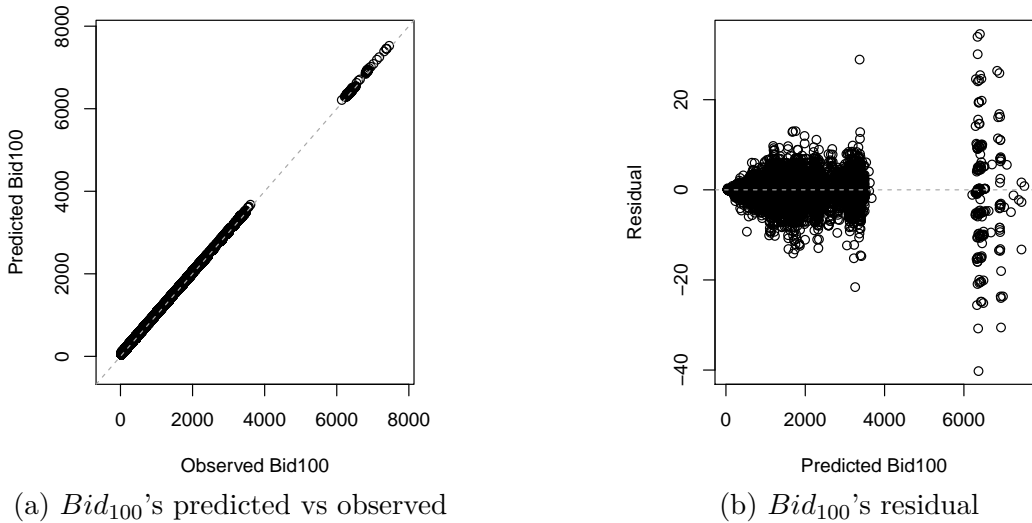 8000
6000
4000
2000
0
Predicted Bid100
0 2000 4000 6000 8000
Observed Bid100
(a) Bid100's predicted vs observed
20
0
−20
−40
Residual
0 2000 4000 6000
Predicted Bid100
(b) Bid100's residual